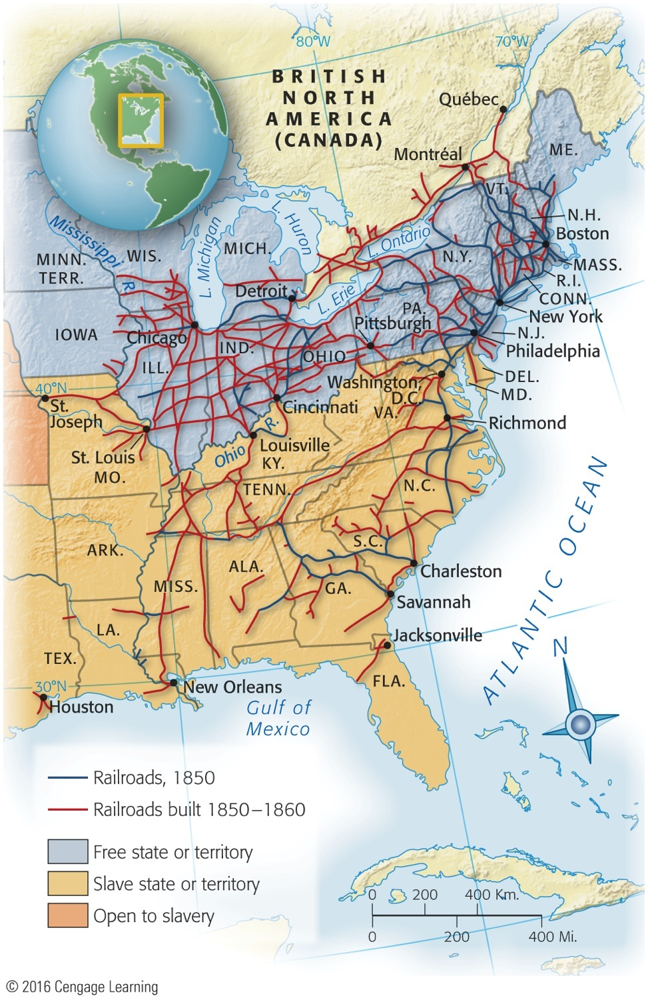 80°W
70°W
BRITISH
NORTH
AMERICA
(CANADA)
Québec
Montréal
ME.
VT.
N.H.
Boston
MASS.
R.I.
CONN.
New York
N.J.
Philadelphia
DEL.
MD.
L. Huron
L. Michigan
L. Ontario
L. Erie
Mississippi
R.
MINN.
TERR.
WIS.
MICH.
N.Y.
Detroit
PA.
Pittsburgh
IOWA
Chicago
IND.
OHIO
ILL.
Washington,
D.C.
VA.
40°N
St.
Joseph
Cincinnati
Richmond
St. Louis
MO.
Ohio
R.
Louisville
KY.
TENN.
N.C.
ARK.
S.C.
ALA.
Charleston
MISS.
GA.
Savannah
LA.
Jacksonville
TEX.
FLA.
30°N
New Orleans
Houston
Gulf of
Mexico
ATLANTIC OCEAN
N
Railroads, 1850
Railroads built 1850–1860
Free state or territory
Slave state or territory
Open to slavery
0 200 400 Km.
0 200 400 Mi.
© 2016 Cengage Learning